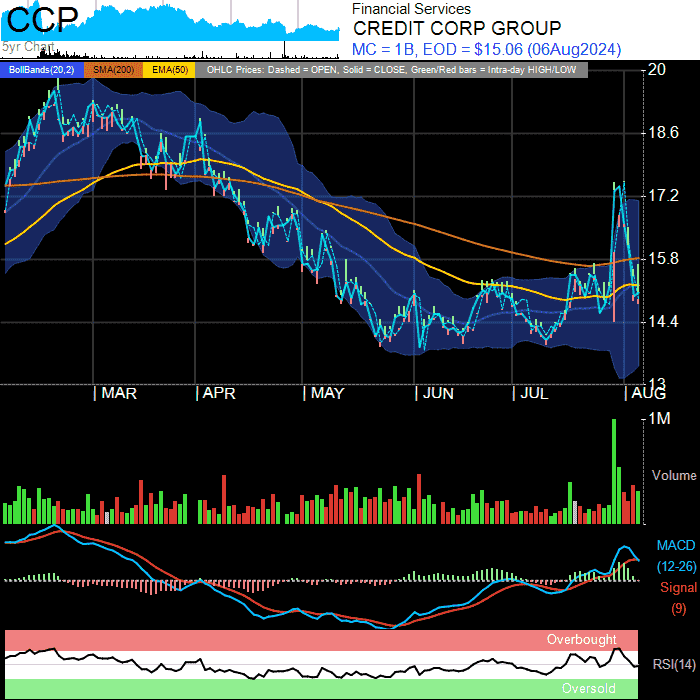 CCP
5yr Chart
Financial Services
CREDIT CORP GROUP
MC = 1B, EOD = $15.06 (06Aug2024)
BollBands(20,2) SMA(200) EMA(50) OHLC Prices: Dashed = OPEN, Solid = CLOSE, Green/Red bars = Intra-day HIGH/LOW
20
18.6
17.2
15.8
14.4
13
| MAR | APR | MAY | JUN | JUL | AUG
1M
Volume
MACD
(12-26)
Signal
(9)
Overbought
RSI(14)
Oversold